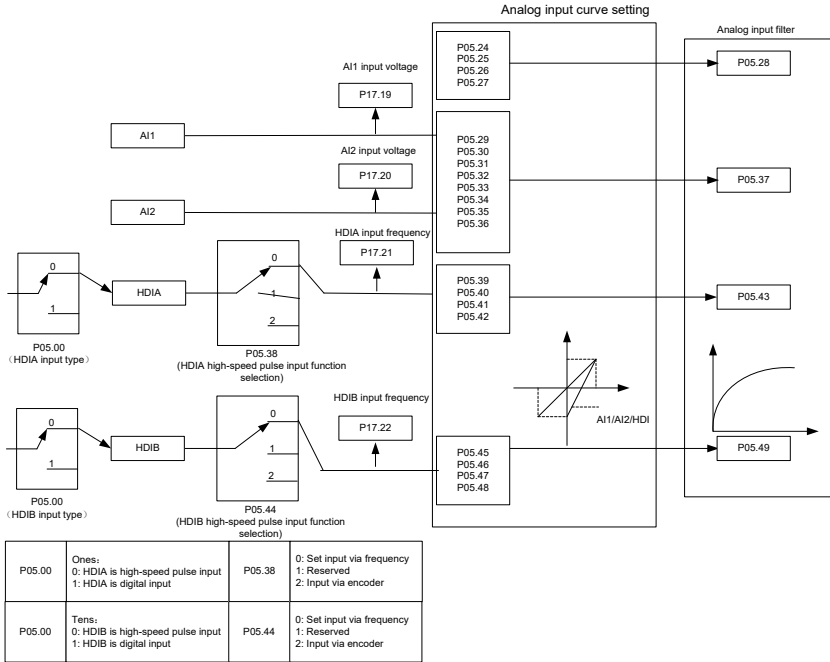 Analog input curve setting
Analog input filter
P05.24
P05.25
P05.26
P05.27
P05.28
AI1 input voltage
P17.19
AI1
AI2 input voltage
P17.20
AI2
P05.29
P05.30
P05.31
P05.32
P05.33
P05.34
P05.35
P05.36
P05.37
HDIA input frequency
P17.21
0
1
HDIA
0
1
2
P05.39
P05.40
P05.41
P05.42
P05.43
P05.00
（HDIA input type）
P05.38
(HDIA high-speed pulse input function
selection)
AI1/AI2/HDI
HDIB input frequency
P17.22
0
1
HDIB
0
1
2
P05.45
P05.46
P05.47
P05.48
P05.49
P05.00
（HDIB input type）
P05.44
(HDIB high-speed pulse input function
selection)
P05.00
Ones：
0: HDIA is high-speed pulse input
1: HDIA is digital input
P05.38
0: Set input via frequency
1: Reserved
2: Input via encoder
P05.00
Tens：
0: HDIB is high-speed pulse input
1: HDIB is digital input
P05.44
0: Set input via frequency
1: Reserved
2: Input via encoder